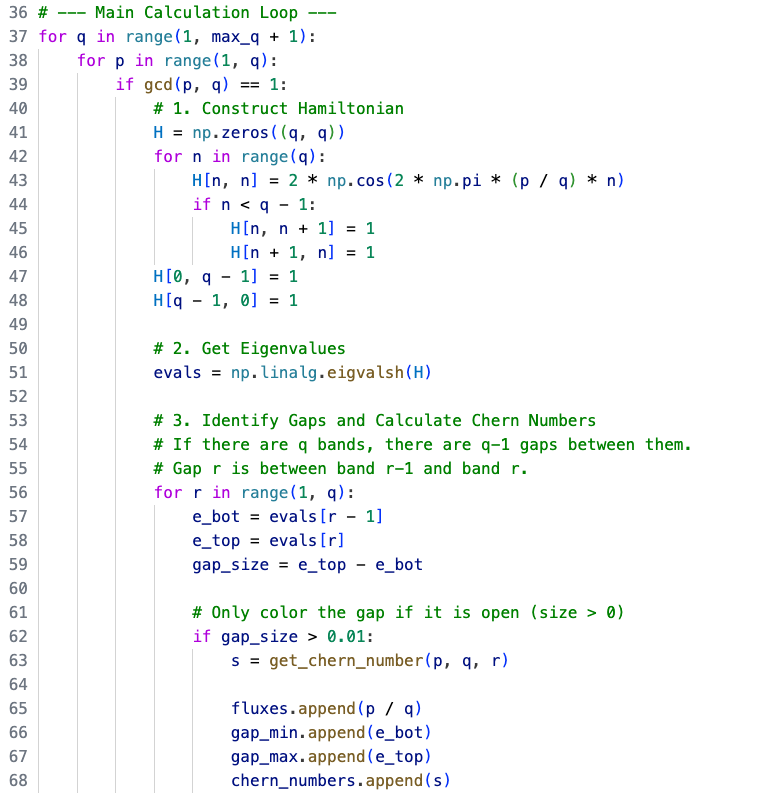 36 # --- Main Calculation Loop ---
37 for q in range(1, max_q + 1):
38     for p in range(1, q):
39         if gcd(p, q) == 1:
40             # 1. Construct Hamiltonian
41             H = np.zeros((q, q))
42             for n in range(q):
43                 H[n, n] = 2 * np.cos(2 * np.pi * (p / q) * n)
44                 if n < q - 1:
45                     H[n, n + 1] = 1
46                     H[n + 1, n] = 1
47             H[0, q - 1] = 1
48             H[q - 1, 0] = 1
49
50             # 2. Get Eigenvalues
51             evals = np.linalg.eigvalsh(H)
52
53             # 3. Identify Gaps and Calculate Chern Numbers
54             # If there are q bands, there are q-1 gaps between them.
55             # Gap r is between band r-1 and band r.
56             for r in range(1, q):
57                 e_bot = evals[r - 1]
58                 e_top = evals[r]
59                 gap_size = e_top - e_bot
60
61                 # Only color the gap if it is open (size > 0)
62                 if gap_size > 0.01:
63                     s = get_chern_number(p, q, r)
64
65                     fluxes.append(p / q)
66                     gap_min.append(e_bot)
67                     gap_max.append(e_top)
68                     chern_numbers.append(s)